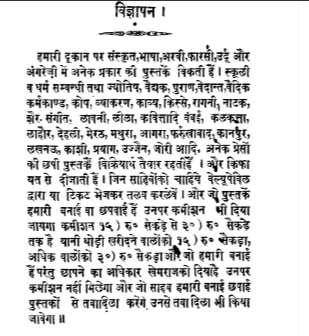 विज्ञापन ।
हमारी दूकान पर संस्कृत,भाषा,अरबी,फारसी,उर्दू और
अंगरेज़ी में अनेक प्रकार की पुस्तकें बिकती हैं । स्कूली
व धर्म सम्बन्धी तथा ज्योतिष, वैद्यक, पुराण,वेदान्त,वैदिक
कर्मकाण्ड, कोष, व्याकरण, काव्य, किस्से, रागनी, नाटक,
शैर-संगीत, लावनी, लीला, कवित्तादि बंबई, कलकत्ता,
लाहौर, देहली, मेरठ, मथुरा, आगरा, फर्रुखाबाद, कानपुर,
लखनऊ, काशी, प्रयाग, उज्जैन, जोरी आदि, अनेक प्रेसों
की छपी पुस्तकें बिक्रियार्थ तैयार रहतीहैं । और किफा
यत से दीजाती हैं । जिन साहिबोंको चाहिये वेल्यूपेबिल
द्वारा या टिकट भेजकर तलब करलेवें । और जो पुस्तकें
हमारी बनाई वा छपवाई हैं उनपर कमीशन भी दिया
जायगा कमीशन १५) रु० सैकड़े से ३०) रु० सैकड़े
तक है यानी थोड़ी खरीदने वालोंको १५) रु० सैकड़ा,
अधिक वालोंको ३०) रु० सैकड़ा और जो हमारी बनाई
हैं परंतु छापने का अधिकार खेमराजको दियाहै उनपर
कमीशन नहीं मिलेगा और जो साहब हमारी बनाई छपाई
पुस्तकों से तबादिला करेंगे उनसे तबादिला भी किया
जावेगा ॥